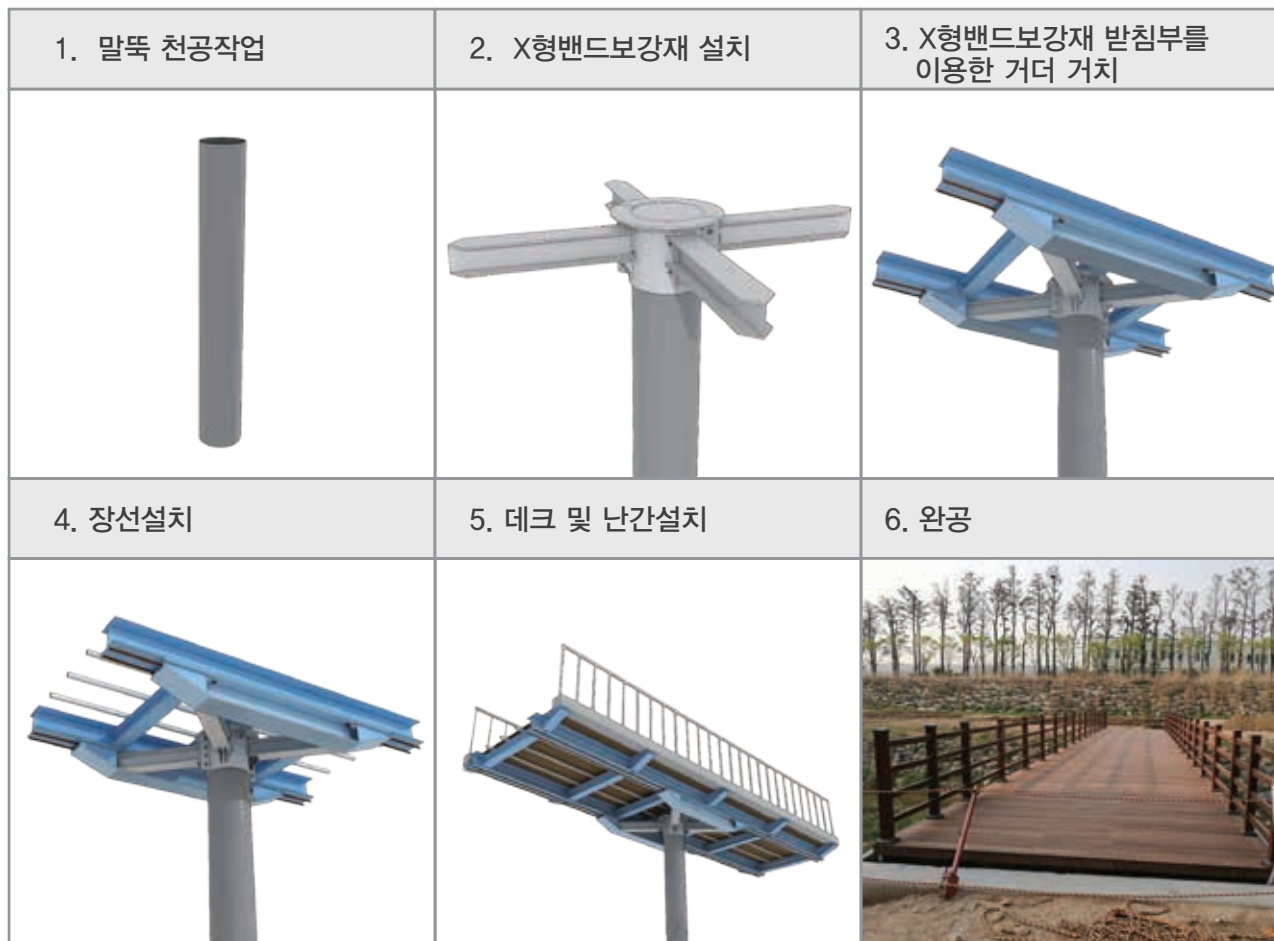 1. 말뚝 천공작업
2. X형밴드보강재 설치
3. X형밴드보강재 받침부를
이용한 거더 거치
4. 장선설치
5. 데크 및 난간설치
6. 완공